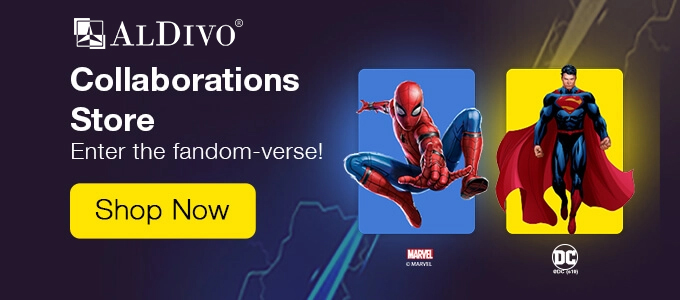 ALDIVO®
Collaborations
Store
Enter the fandom-verse!
Shop Now
MARVEL
© MARVEL
DC